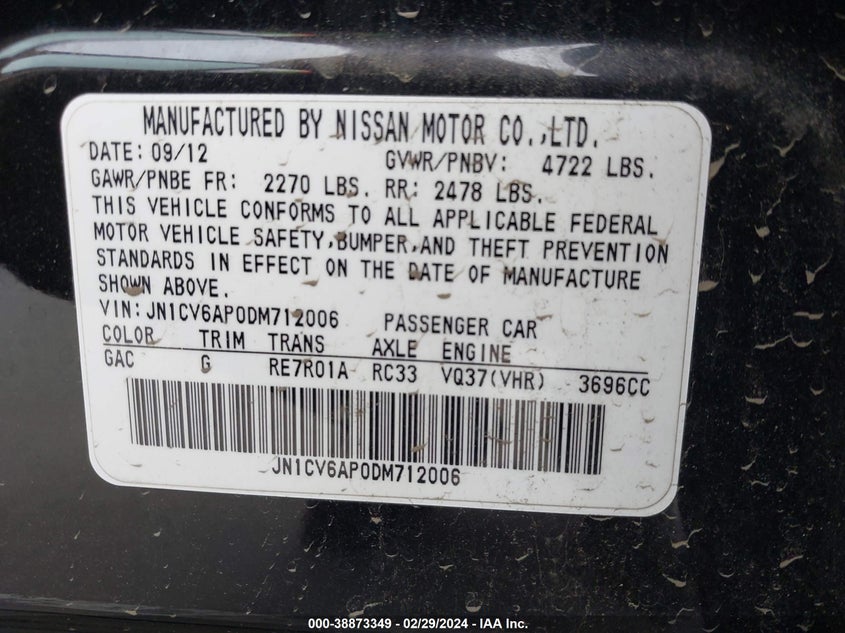 MANUFACTURED BY NISSAN MOTOR CO.,LTD.
DATE: 09/12 GVWR/PNBV: 4722 LBS.
GAWR/PNBE FR: 2270 LBS. RR: 2478 LBS.
THIS VEHICLE CONFORMS TO ALL APPLICABLE FEDERAL
MOTOR VEHICLE SAFETY,BUMPER,AND THEFT PREVENTION
STANDARDS IN EFFECT ON THE DATE OF MANUFACTURE
SHOWN ABOVE.
VIN:JN1CV6AP0DM712006 PASSENGER CAR
COLOR TRIM TRANS AXLE ENGINE
GAC G RE7R01A RC33 VQ37(VHR) 3696CC
JN1CV6AP0DM712006
000-38873349 - 02/29/2024 - IAA Inc.